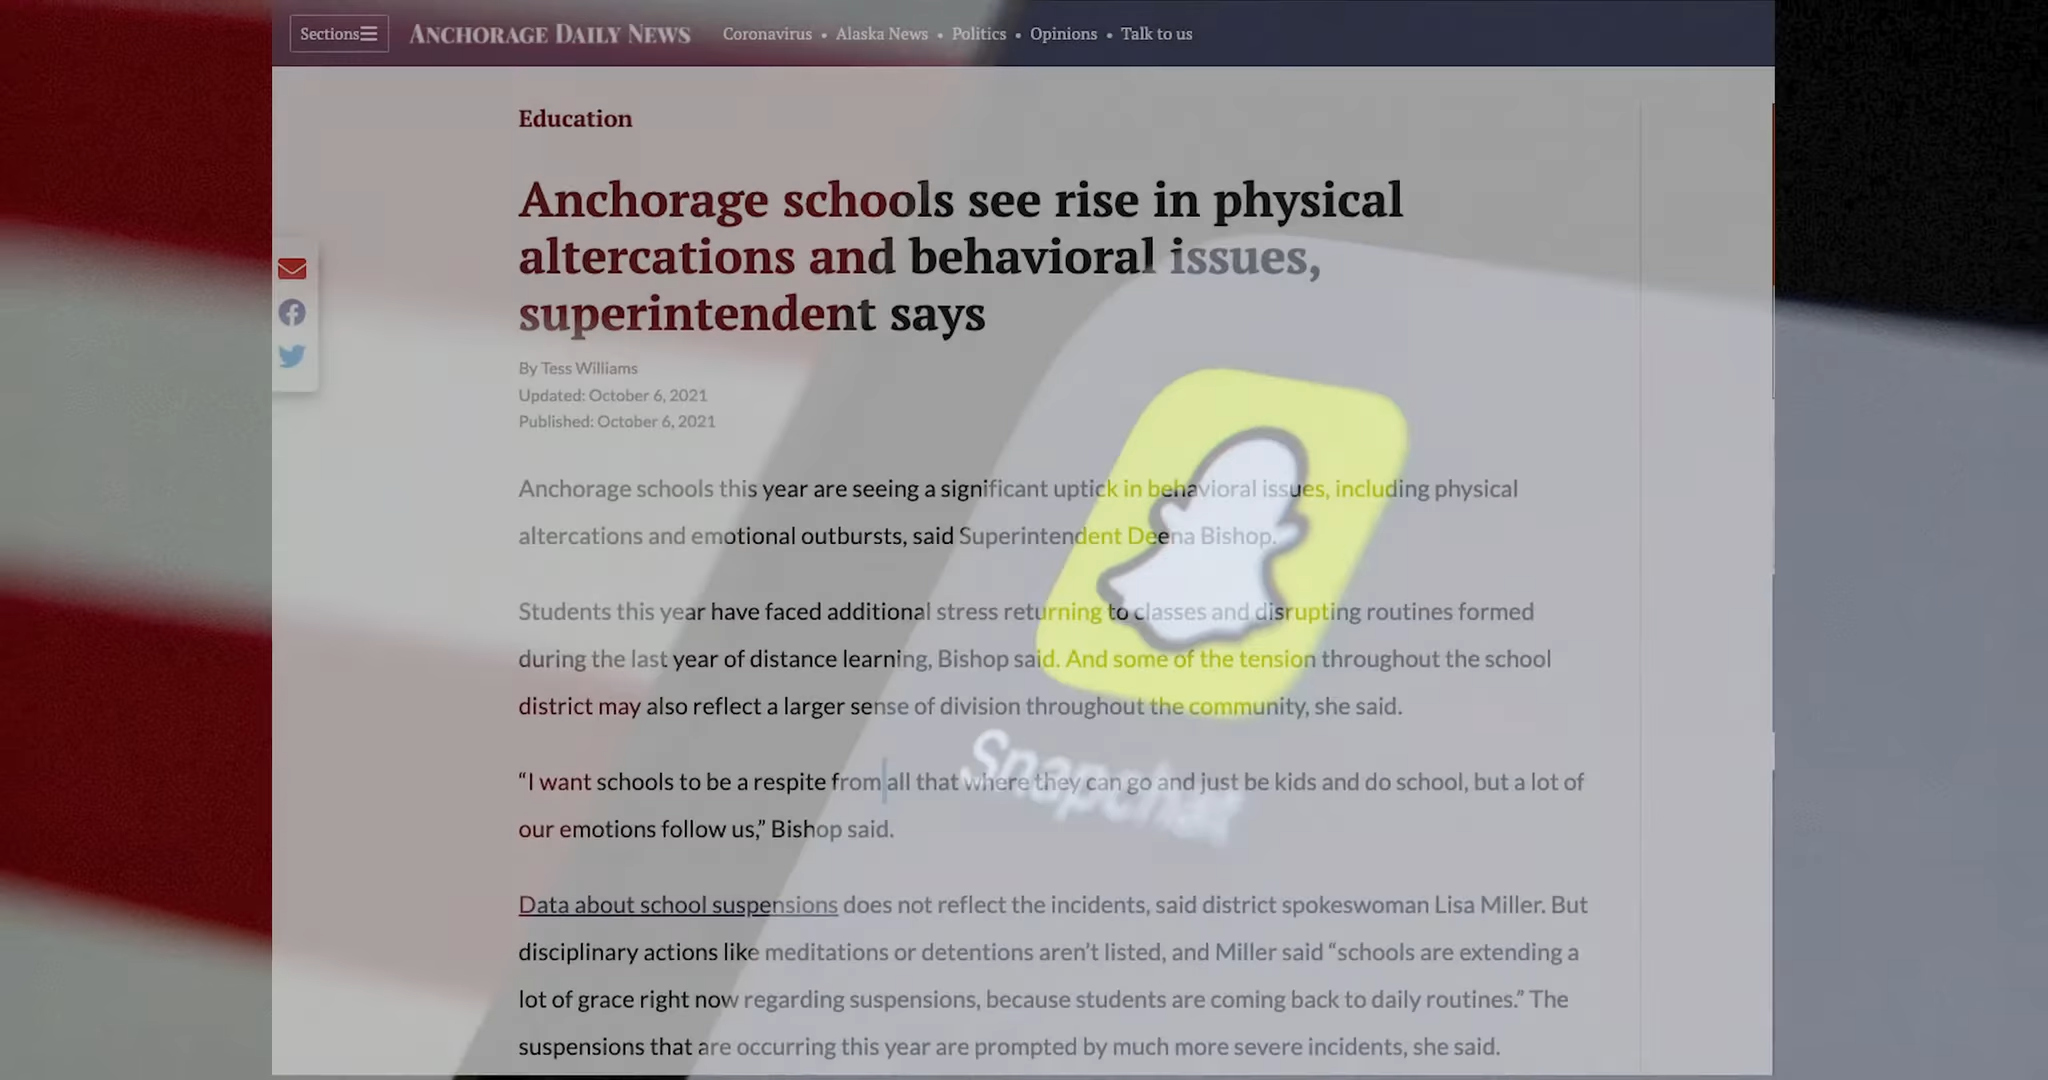 Sections
ANCHORAGE DAILY NEWS
Coronavirus • Alaska News • Politics • Opinions • Talk to us
Education
Anchorage schools see rise in physical
altercations and behavioral issues,
superintendent says
By Tess Williams
Updated: October 6, 2021
Published: October 6, 2021
Anchorage schools this year are seeing a significant uptick in behavioral issues, including physical
altercations and emotional outbursts, said Superintendent Deena Bishop.
Students this year have faced additional stress returning to classes and disrupting routines formed
during the last year of distance learning, Bishop said. And some of the tension throughout the school
district may also reflect a larger sense of division throughout the community, she said.
“I want schools to be a respite from all that where they can go and just be kids and do school, but a lot of
our emotions follow us,” Bishop said.
Snapchat
Data about school suspensions does not reflect the incidents, said district spokeswoman Lisa Miller. But
disciplinary actions like meditations or detentions aren’t listed, and Miller said “schools are extending a
lot of grace right now regarding suspensions, because students are coming back to daily routines.” The
suspensions that are occurring this year are prompted by much more severe incidents, she said.